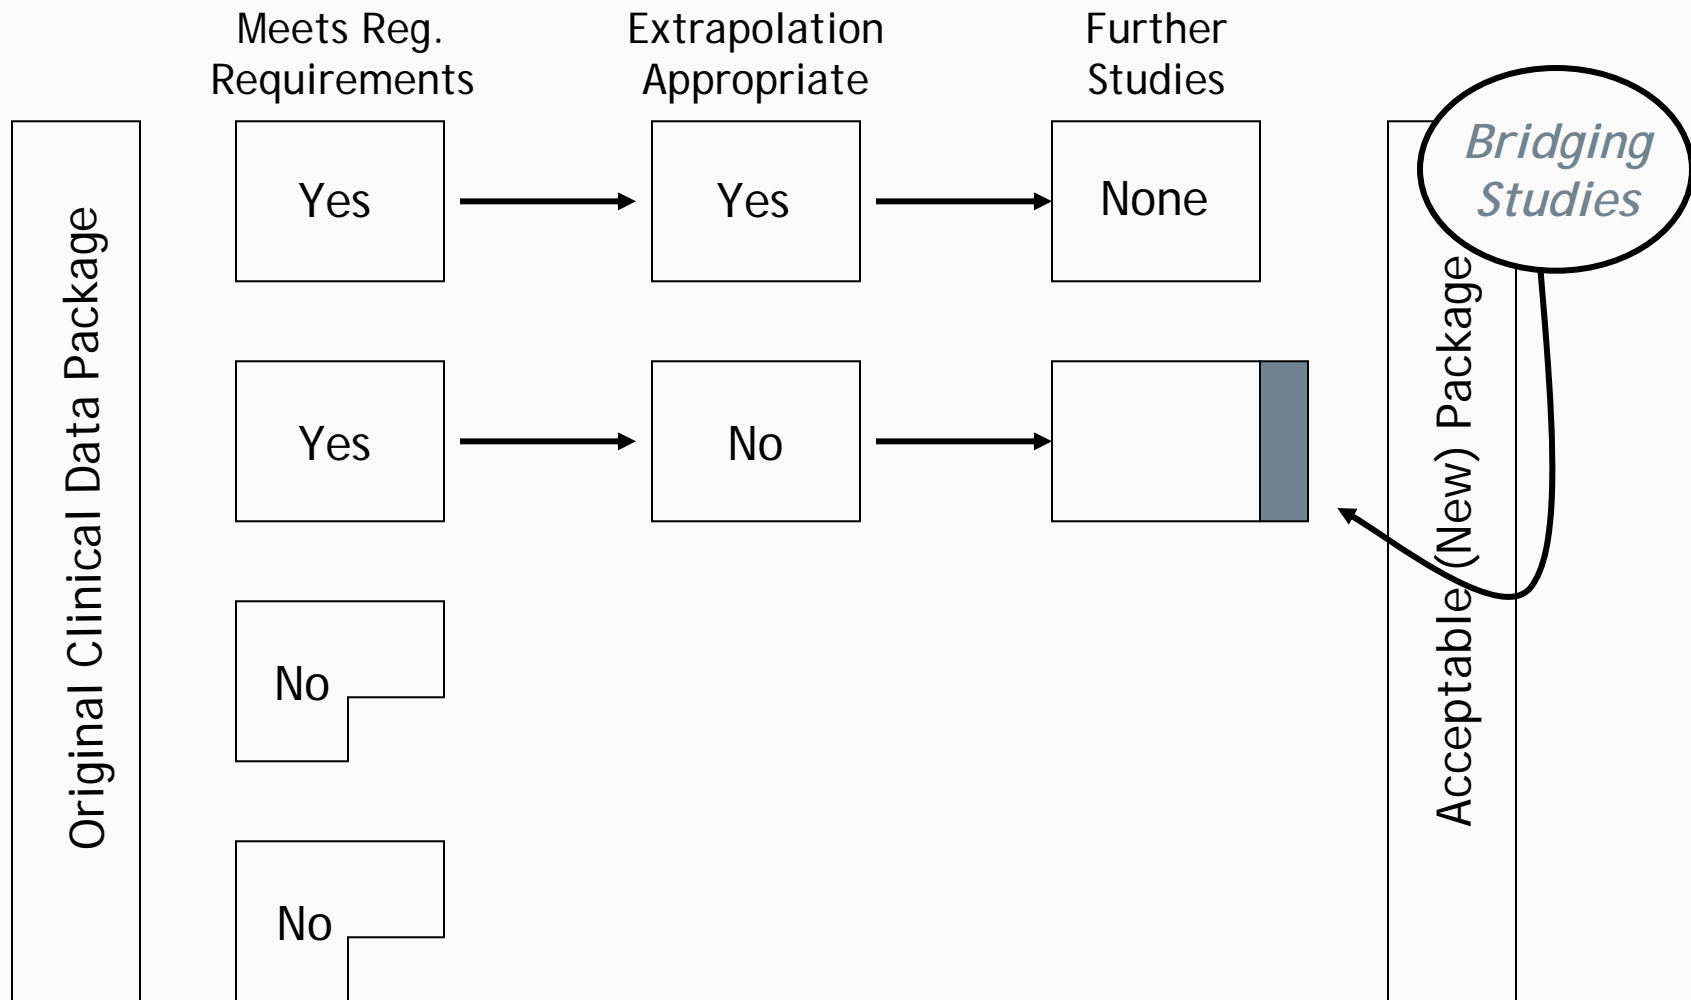 Meets Reg.
Requirements
Extrapolation
Appropriate
Further
Studies
Bridging
Studies
Original Clinical Data Package
Yes
Yes
None
Yes
No
No
No
Acceptable (New) Package